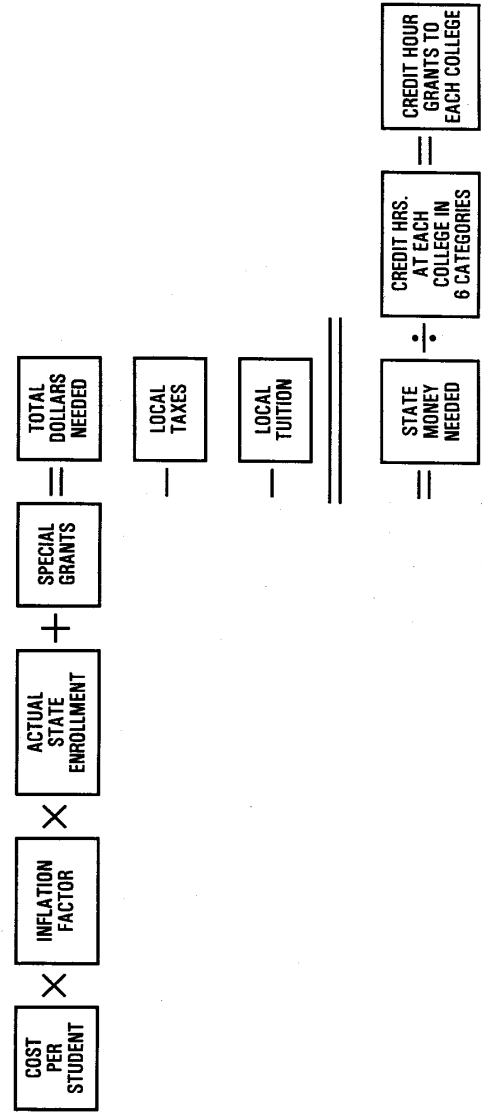 COST
PER
STUDENT
×
INFLATION
FACTOR
×
ACTUAL
STATE
ENROLLMENT
+
SPECIAL
GRANTS
=
TOTAL
DOLLARS
NEEDED
−
LOCAL
TAXES
−
LOCAL
TUITION
=
STATE
MONEY
NEEDED
÷
CREDIT HRS.
AT EACH
COLLEGE IN
6 CATEGORIES
=
CREDIT HOUR
GRANTS TO
EACH COLLEGE